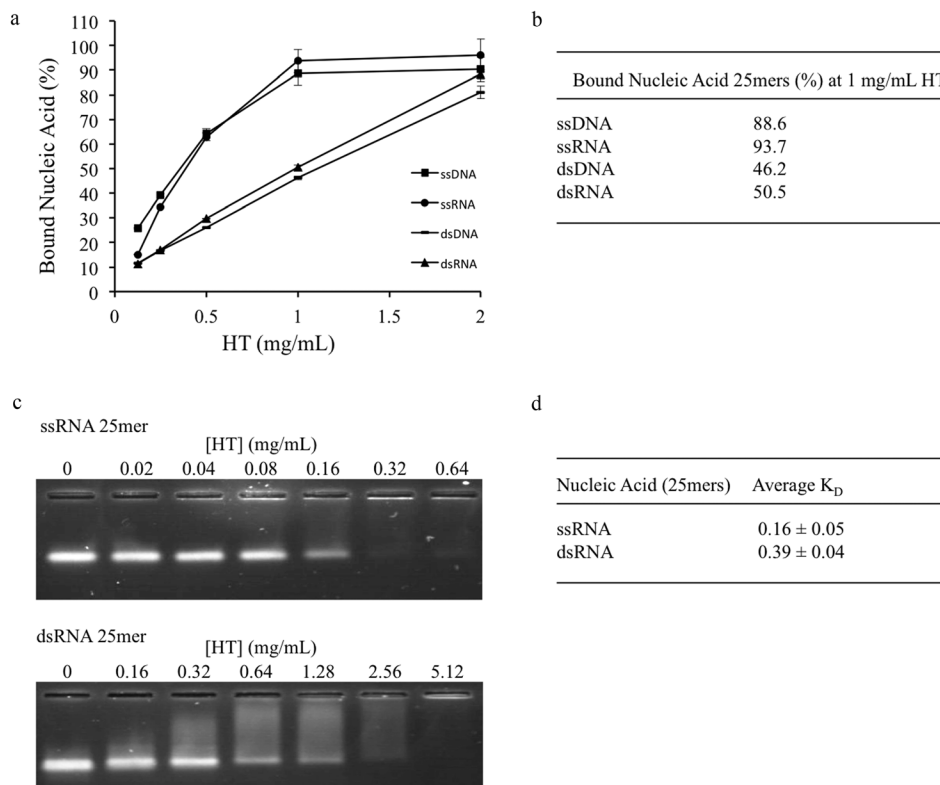 a
110
100
90
80
70
60
50
40
30
20
10
0
Bound Nucleic Acid (%)
0 0.5 1 1.5 2
HT (mg/mL)
ssDNA
ssRNA
dsDNA
dsRNA
b
Bound Nucleic Acid 25mers (%) at 1 mg/mL HT
ssDNA 88.6
ssRNA 93.7
dsDNA 46.2
dsRNA 50.5
c
ssRNA 25mer
[HT] (mg/mL)
0 0.02 0.04 0.08 0.16 0.32 0.64
dsRNA 25mer
[HT] (mg/mL)
0 0.16 0.32 0.64 1.28 2.56 5.12
d
Nucleic Acid (25mers) Average K_D
ssRNA 0.16 ± 0.05
dsRNA 0.39 ± 0.04